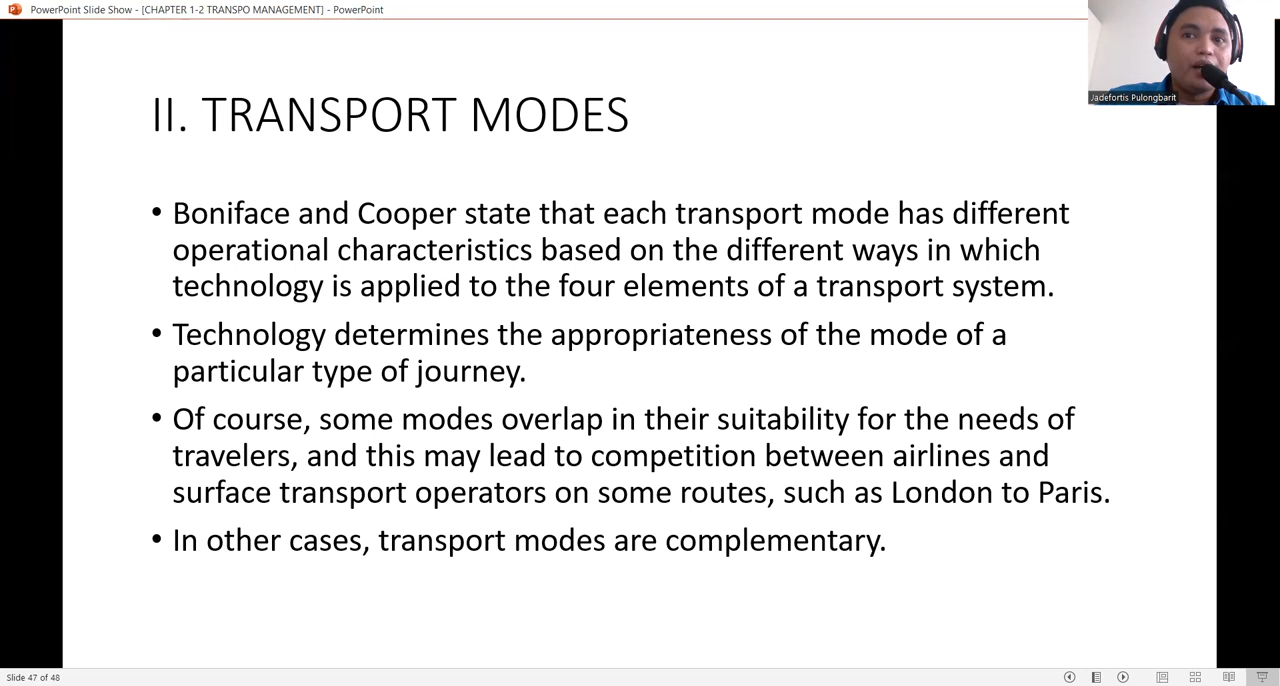 PowerPoint Slide Show - [CHAPTER 1-2 TRANSPO MANAGEMENT] - PowerPoint
Jadefortis Pulongbarit
II. TRANSPORT MODES
• Boniface and Cooper state that each transport mode has different
operational characteristics based on the different ways in which
technology is applied to the four elements of a transport system.
• Technology determines the appropriateness of the mode of a
particular type of journey.
• Of course, some modes overlap in their suitability for the needs of
travelers, and this may lead to competition between airlines and
surface transport operators on some routes, such as London to Paris.
• In other cases, transport modes are complementary.
Slide 47 of 48